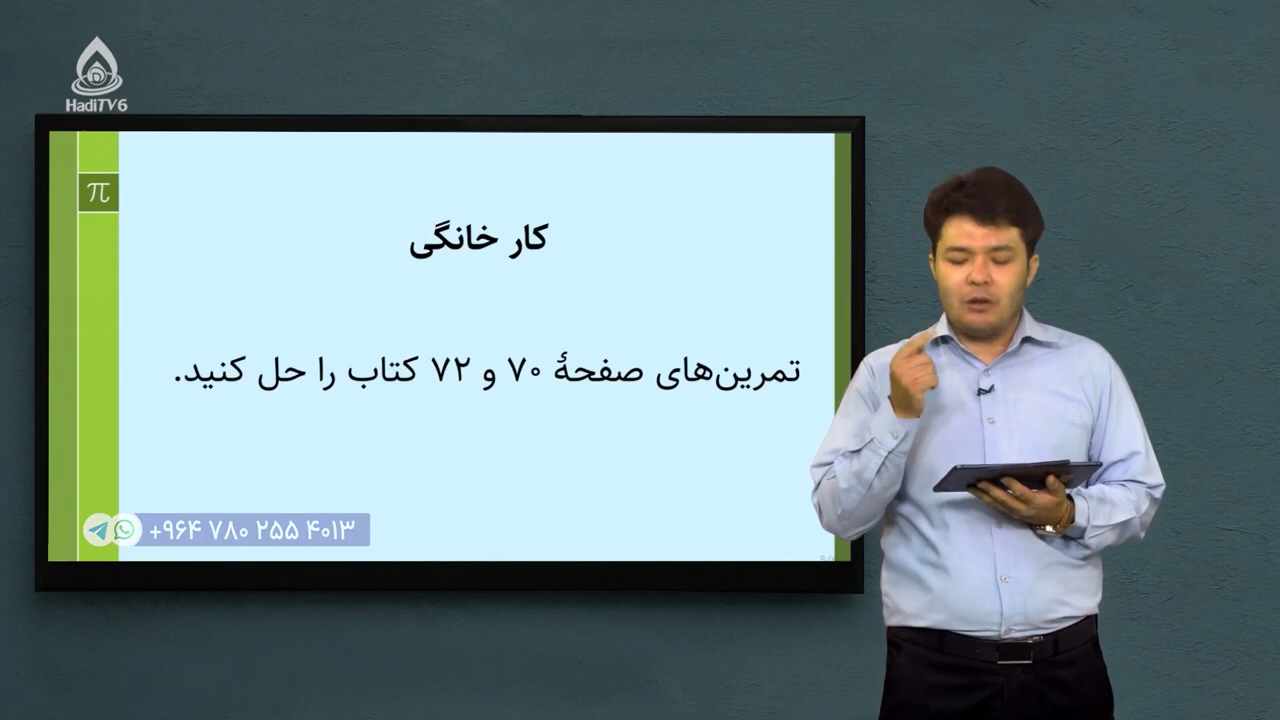 HadiTV6
π
کار خانگی
تمرین‌های صفحهٔ ۷۰ و ۷۲ کتاب را حل کنید.
+۹۶۴ ۷۸۰ ۲۵۵ ۴۰۱۳